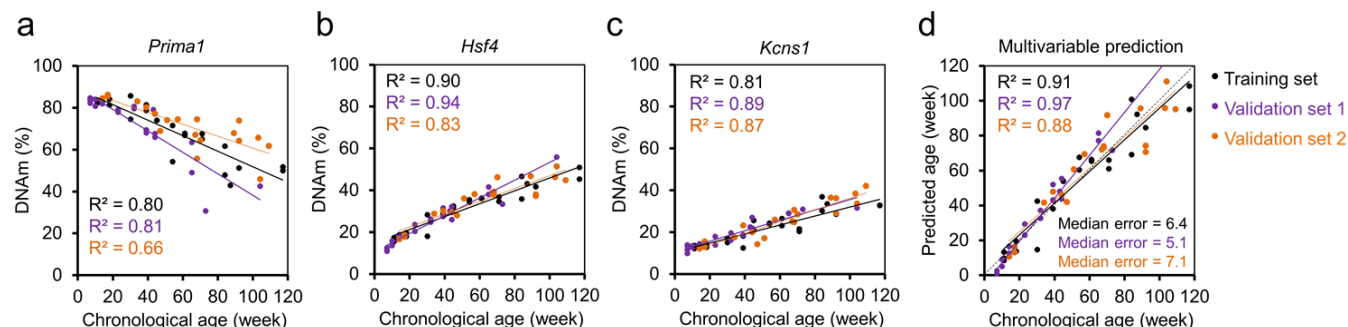 a
Prima1
100
80
60
40
20
0
DNAm (%)
R² = 0.80
R² = 0.81
R² = 0.66
0 20 40 60 80 100 120
Chronological age (week)
b
Hsf4
100
80
60
40
20
0
DNAm (%)
R² = 0.90
R² = 0.94
R² = 0.83
0 20 40 60 80 100 120
Chronological age (week)
c
Kcns1
100
80
60
40
20
0
DNAm (%)
R² = 0.81
R² = 0.89
R² = 0.87
0 20 40 60 80 100 120
Chronological age (week)
d
Multivariable prediction
120
100
80
60
40
20
0
Predicted age (week)
R² = 0.91
R² = 0.97
R² = 0.88
Median error = 6.4
Median error = 5.1
Median error = 7.1
0 20 40 60 80 100 120
Chronological age (week)
Training set
Validation set 1
Validation set 2